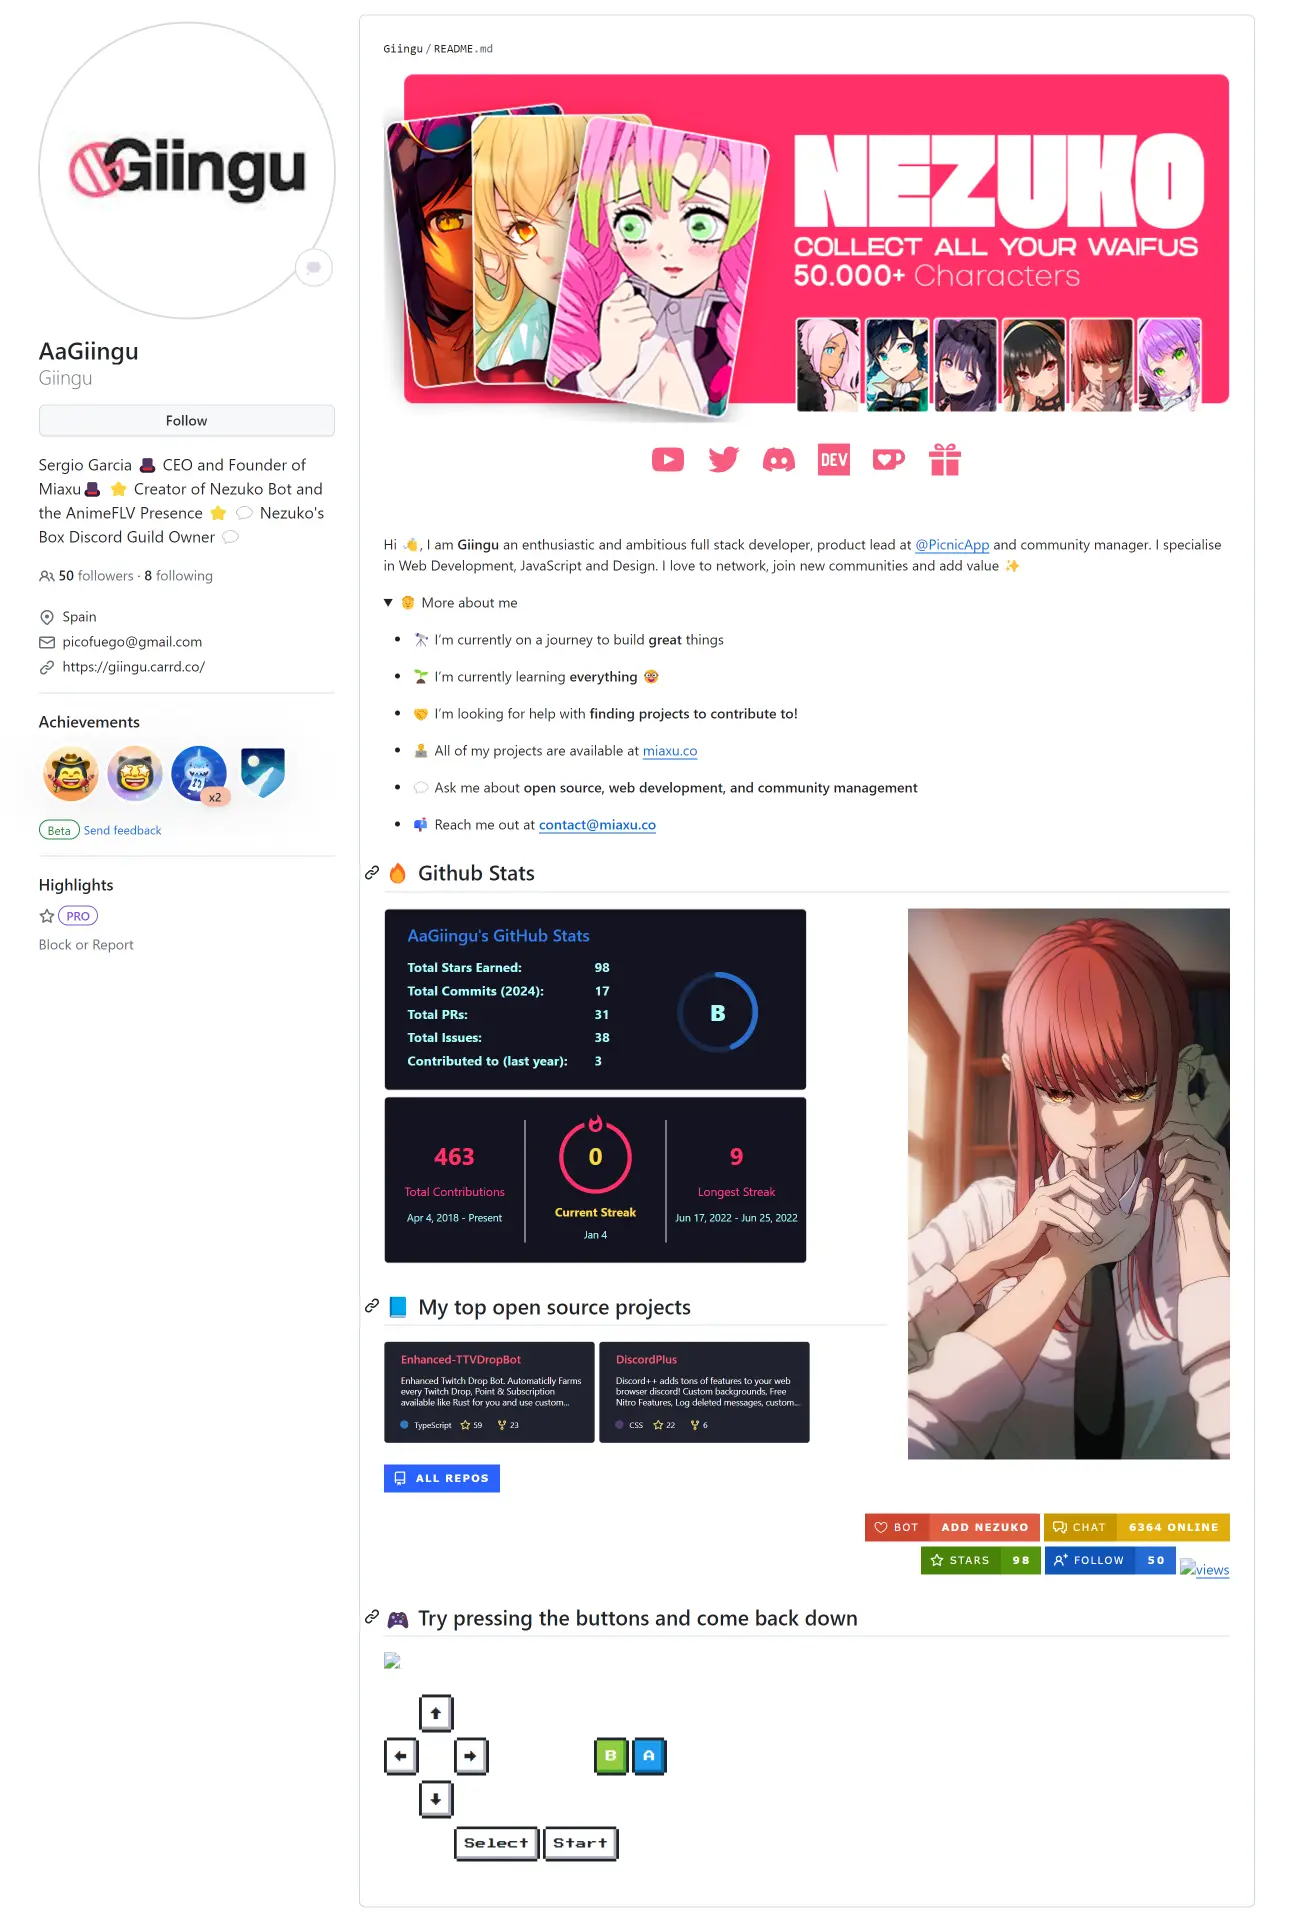 Giingu
AaGiingu
Giingu
Follow
Sergio Garcia 🎩 CEO and Founder of
Miaxu🎩 ⭐ Creator of Nezuko Bot and
the AnimeFLV Presence ⭐ 💬 Nezuko's
Box Discord Guild Owner 💬
50 followers · 8 following
Spain
picofuego@gmail.com
https://giingu.carrd.co/
Achievements
x2
Beta Send feedback
Highlights
PRO
Block or Report
Giingu/README.md
NEZUKO
COLLECT ALL YOUR WAIFUS
50.000+ Characters
DEV
Hi 👋, I am Giingu an enthusiastic and ambitious full stack developer, product lead at @PicnicApp and community manager. I specialise
in Web Development, JavaScript and Design. I love to network, join new communities and add value ✨
▼ More about me
• 🔭 I'm currently on a journey to build great things
• 🌱 I'm currently learning everything 🤓
• 🤝 I'm looking for help with finding projects to contribute to!
• 👨‍💻 All of my projects are available at miaxu.co
• 💬 Ask me about open source, web development, and community management
• 📫 Reach me out at contact@miaxu.co
🔥 Github Stats
AaGiingu's GitHub Stats
Total Stars Earned: 98
Total Commits (2024): 17
Total PRs: 31
Total Issues: 38
Contributed to (last year): 3
B
463
Total Contributions
Apr 4, 2018 - Present
0
Current Streak
Jan 4
9
Longest Streak
Jun 17, 2022 - Jun 25, 2022
📘 My top open source projects
Enhanced-TTVDropBot
Enhanced Twitch Drop Bot. Automaticlly Farms
every Twitch Drop, Point & Subscription
available like Rust for you and use custom...
TypeScript 59 23
DiscordPlus
Discord++ adds tons of features to your web
browser discord! Custom backgrounds, Free
Nitro Features, Log deleted messages, custom...
CSS 22 6
ALL REPOS
BOT ADD NEZUKO CHAT 6364 ONLINE
STARS 98 FOLLOW 50 views
🎮 Try pressing the buttons and come back down
B A
Select Start